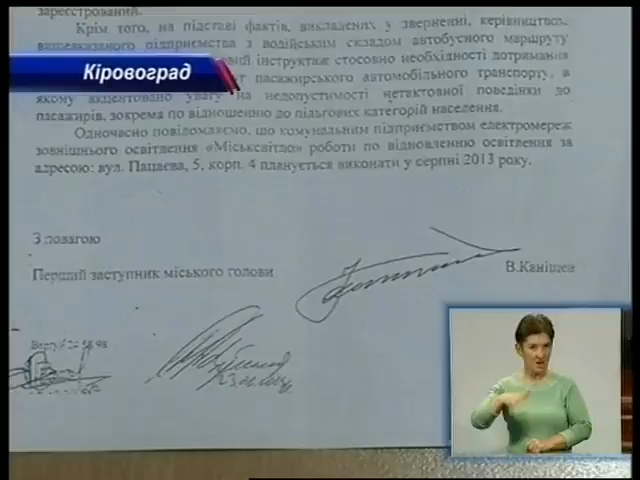 зареєстрований.
Крім того, на підставі фактів, викладених у зверненні, керівництвом
вищевказаного підприємства з водійським складом автобусного маршруту
інструктаж стосовно необхідності дотримання
Кіровоград
пасажирського автомобільного транспорту, в
якому акцентовано увагу на недопустимості нетактовної поведінки до
пасажирів, зокрема по відношенню до пільгових категорій населення.
Одночасно повідомляємо, що комунальним підприємством електромереж
зовнішнього освітлення «Міськсвітло» роботи по відновленню освітлення за
адресою: вул. Пацаєва, 5, корп. 4 планується виконати у серпні 2013 року.
З повагою
Перший заступник міського голови
В.Каніщев